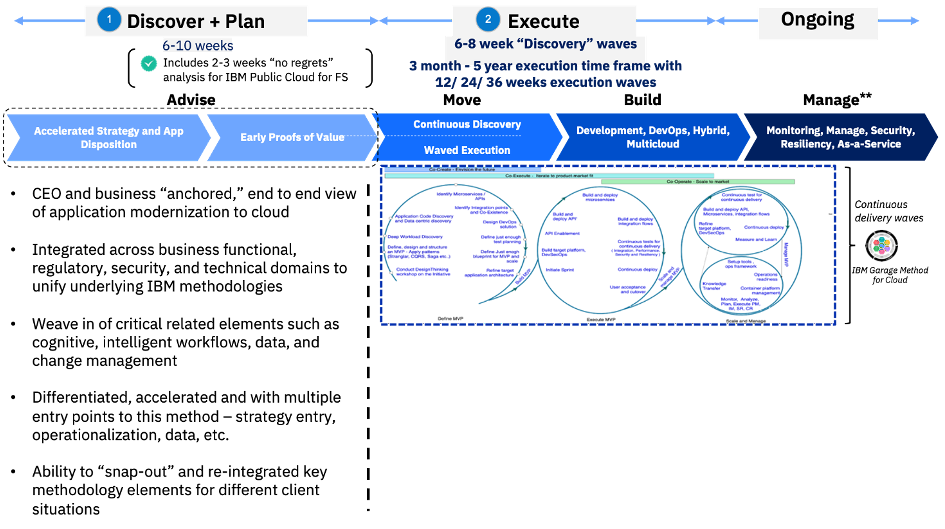 1 Discover + Plan
2 Execute
Ongoing
6-10 weeks
Includes 2-3 weeks “no regrets”
analysis for IBM Public Cloud for FS
6-8 week “Discovery” waves
3 month - 5 year execution time frame with
12/ 24/ 36 weeks execution waves
Advise
Move
Build
Manage**
Accelerated Strategy and App
Disposition
Early Proofs of Value
Continuous Discovery
Waved Execution
Development, DevOps, Hybrid,
Multicloud
Monitoring, Manage, Security,
Resiliency, As-a-Service
• CEO and business “anchored,” end to end view
of application modernization to cloud
• Integrated across business functional,
regulatory, security, and technical domains to
unify underlying IBM methodologies
• Weave in of critical related elements such as
cognitive, intelligent workflows, data, and
change management
• Differentiated, accelerated and with multiple
entry points to this method – strategy entry,
operationalization, data, etc.
• Ability to “snap-out” and re-integrated key
methodology elements for different client
situations
Co-Create - Envision the future
Co-Execute - Iterate to product market fit
Co-Operate - Scale to market
Identify Microservices /
APIs
Identify Integration points
and Co-Existence
Application Code Discovery
and Data centric discovery
Design DevOps
solution
Deep Workload Discovery
Define just enough
test planning
Define, design and structure
on MVP - Apply patterns
(Strangler, CQRS, Saga etc..)
Define Just enough
blueprint for MVP and
scale
Conduct Design Thinking
workshop on the initiative
Refine target
application architecture
Build MVP
Define MVP
Build and deploy
microservices
Build and
deploy API
Build and deploy
integration flows
API Enablement
Build target platform,
DevSecOps
Continuous tests for
continuous delivery
( Integration, Performance,
Security and Resiliency )
Initiate Sprint
Continuous deploy
User acceptance
and cutover
Execute MVP
Continuous test for
continuous delivery
Build and deploy API,
Microservices, integration flows
Refine
target platform,
DevSecOps
Continuous deploy
Measure and Learn
Manage MVP
Setup tools
ops framework
Operations
readiness
Knowledge
Transfer
Container platform
management
Monitor, Analyse,
Plan, Execute PM,
IM, SR, CR
Scale and Manage
Continuous
delivery waves
IBM Garage Method
for Cloud